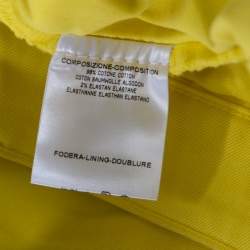 COMPOSIZIONE-COMPOSITION
98% COTONE COTTON
COTON BAUMWOLLE ALGODON
2% ELASTAN ELASTANE
ELASTHANNE ELASTHAN ELASTANO
FODERA-LINING-DOUBLURE